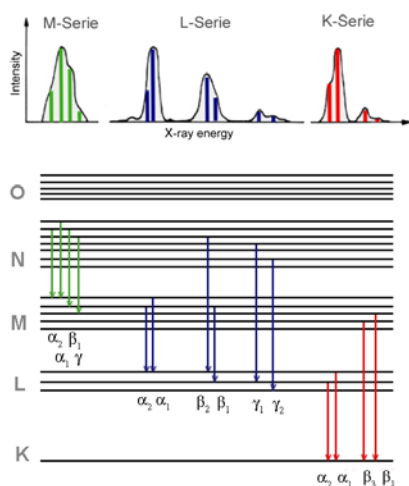 M-Serie L-Serie K-Serie
Intensity
X-ray energy
O
N
M
α₂ β₁
α₁ γ
α₂ α₁ β₂ β₁ γ₁ γ₂
L
K
α₂ α₁ β₃ β₁